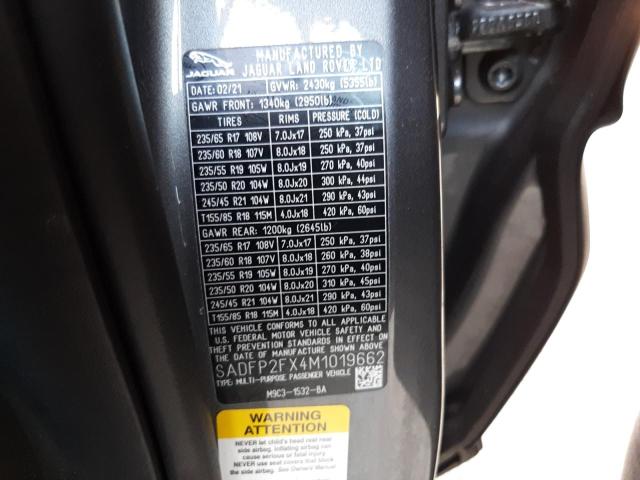 JAGUAR
MANUFACTURED BY
JAGUAR LAND ROVER LTD
DATE: 02/21 GVWR: 2430kg (5355lb)
GAWR FRONT: 1340kg (2950lb)
TIRES RIMS PRESSURE (COLD)
235/65 R17 108V 7.0Jx17 250 kPa, 37psi
235/60 R18 107V 8.0Jx18 250 kPa, 37psi
235/55 R19 105W 8.0Jx19 270 kPa, 40psi
235/50 R20 104W 8.0Jx20 300 kPa, 44psi
245/45 R21 104W 8.0Jx21 290 kPa, 43psi
T155/85 R18 115M 4.0Jx18 420 kPa, 60psi
GAWR REAR: 1200kg (2645lb)
235/65 R17 108V 7.0Jx17 250 kPa, 37psi
235/60 R18 107V 8.0Jx18 260 kPa, 38psi
235/55 R19 105W 8.0Jx19 270 kPa, 40psi
235/50 R20 104W 8.0Jx20 310 kPa, 45psi
245/45 R21 104W 8.0Jx21 290 kPa, 43psi
T155/85 R18 115M 4.0Jx18 420 kPa, 60psi
THIS VEHICLE CONFORMS TO ALL APPLICABLE
U.S. FEDERAL MOTOR VEHICLE SAFETY AND
THEFT PREVENTION STANDARDS IN EFFECT ON
DATE OF MANUFACTURE SHOWN ABOVE
SADFP2FX4M1019662
TYPE: MULTI-PURPOSE PASSENGER VEHICLE
M9C3-1532-BA
WARNING
ATTENTION
NEVER let child's head rest near
side airbag. Inflating airbag can
cause serious or fatal injury
NEVER use seat covers that block
side airbag. See Owners Manual